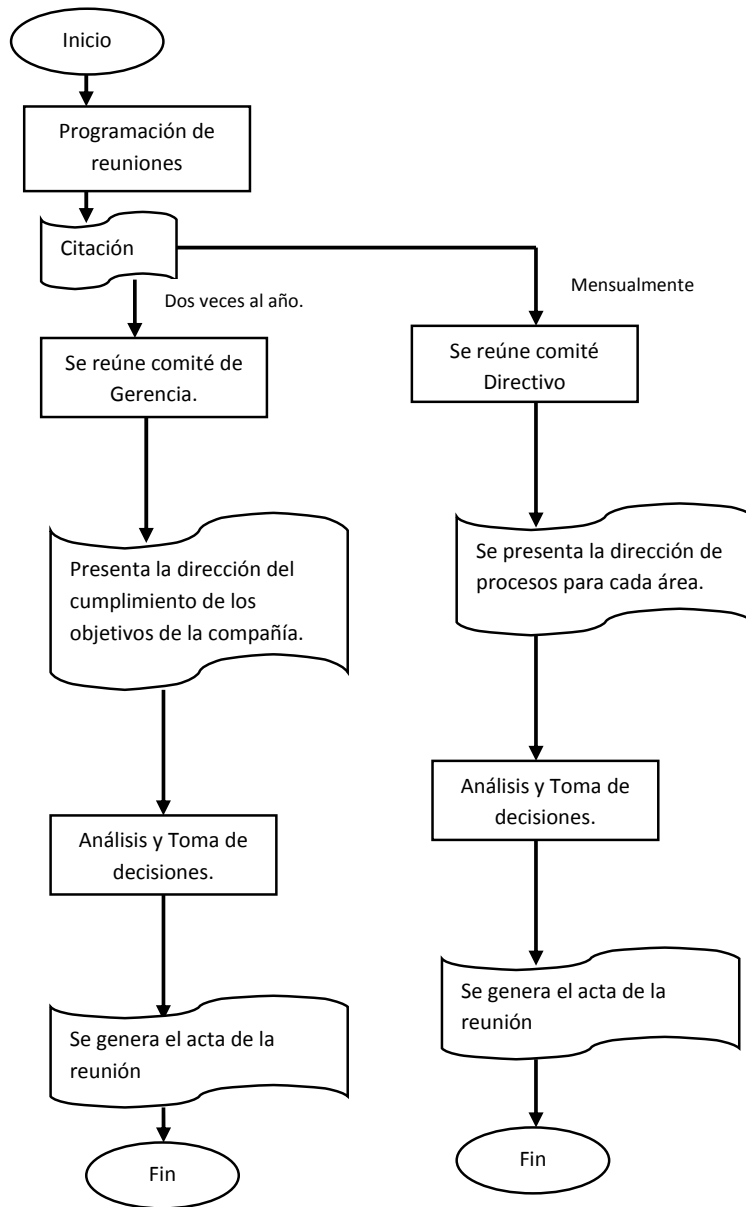 Inicio
Programación de
reuniones
Citación
Dos veces al año.
Mensualmente
Se reúne comité de
Gerencia.
Se reúne comité
Directivo
Presenta la dirección del
cumplimiento de los
objetivos de la compañía.
Se presenta la dirección de
procesos para cada área.
Análisis y Toma de
decisiones.
Análisis y Toma de
decisiones.
Se genera el acta de la
reunión
Se genera el acta de la
reunión
Fin
Fin